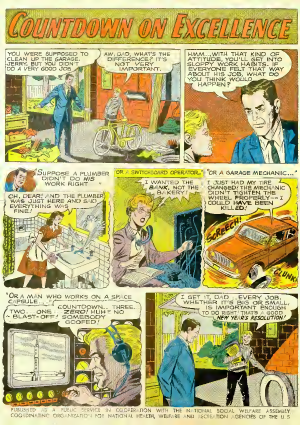 COUNTDOWN ON EXCELLENCE
YOU WERE SUPPOSED TO
CLEAN UP THE GARAGE,
JERRY, BUT YOU DIDN'T
DO A VERY GOOD JOB.
AW, DAD, WHAT'S THE
DIFFERENCE? IT'S
NOT VERY
IMPORTANT.
HMM...WITH THAT KIND OF
ATTITUDE, YOU'LL GET INTO
SLOPPY WORK HABITS. IF
EVERYONE FELT THAT WAY
ABOUT HIS JOB, WHAT DO
YOU THINK WOULD
HAPPEN?
"SUPPOSE A PLUMBER
DIDN'T DO HIS
WORK RIGHT...
OH, DEAR! AND THE PLUMBER
WAS JUST HERE AND SAID
EVERYTHING WAS
FINE!
"OR A SWITCHBOARD OPERATOR...
I WANTED THE
BANK, NOT THE
BAKERY!
"OR A GARAGE MECHANIC..."
I JUST HAD MY TIRE
CHANGED! THE MECHANIC
DIDN'T TIGHTEN THE
WHEEL PROPERLY--I
COULD HAVE BEEN
KILLED!
SCREECH
CLUNK
"OR A MAN WHO WORKS ON A SPACE
CAPSULE...
COUNTDOWN... THREE,
TWO, ONE, ZERO! HUH? NO
BLAST-OFF! SOMEBODY
GOOFED!
I GET IT, DAD. EVERY JOB,
WHETHER IT'S BIG OR SMALL,
IS IMPORTANT ENOUGH
TO DO RIGHT! THAT'S A GOOD
NEW YEAR'S RESOLUTION!
PUBLISHED AS A PUBLIC SERVICE IN COOPERATION WITH THE NATIONAL SOCIAL WELFARE ASSEMBLY,
COORDINATING ORGANIZATION FOR NATIONAL HEALTH, WELFARE AND RECREATION AGENCIES OF THE U.S.